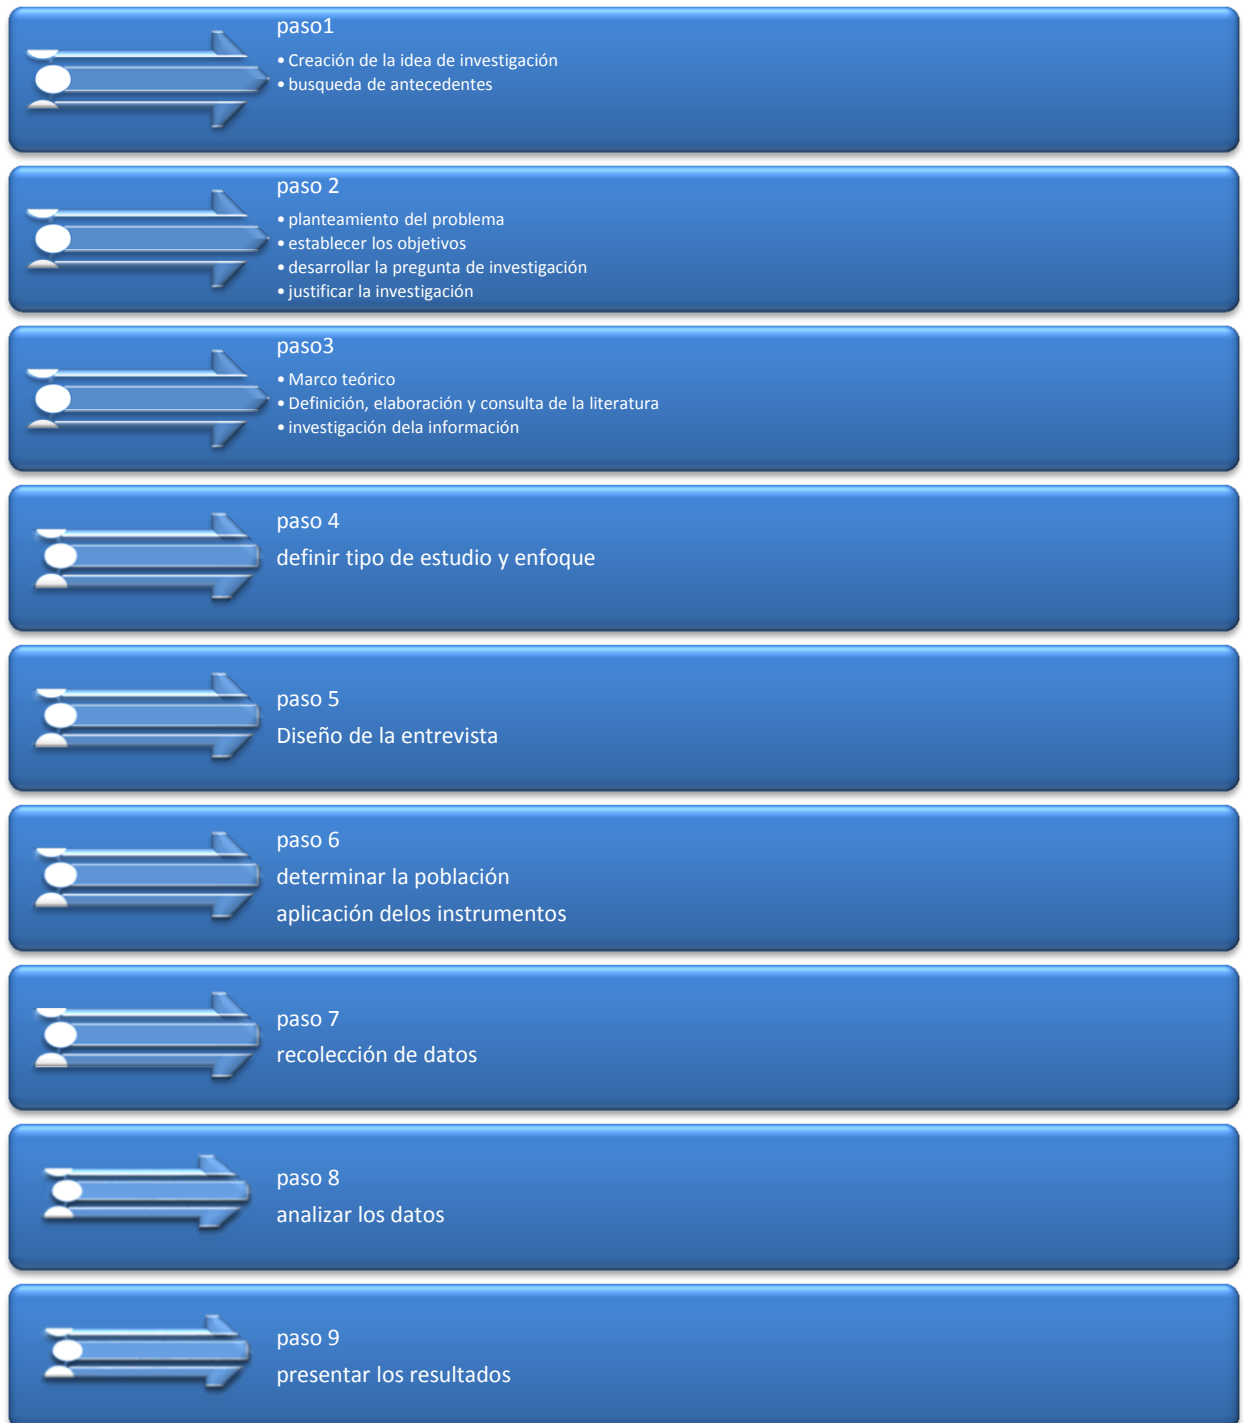 paso1
• Creación de la idea de investigación
• busqueda de antecedentes
paso 2
• planteamiento del problema
• establecer los objetivos
• desarrollar la pregunta de investigación
• justificar la investigación
paso3
• Marco teórico
• Definición, elaboración y consulta de la literatura
• investigación dela información
paso 4
definir tipo de estudio y enfoque
paso 5
Diseño de la entrevista
paso 6
determinar la población
aplicación delos instrumentos
paso 7
recolección de datos
paso 8
analizar los datos
paso 9
presentar los resultados